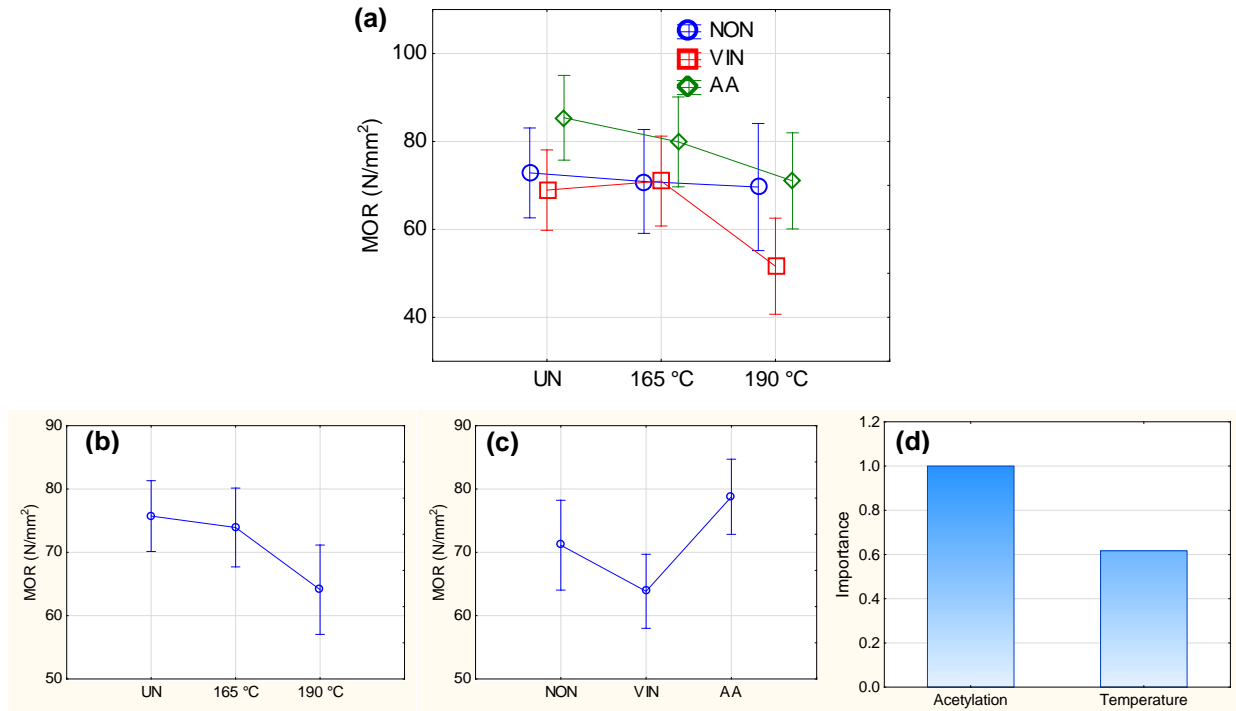 (a)
NON
VIN
AA
MOR (N/mm²)
100
80
60
40
UN 165 °C 190 °C
(b)
MOR (N/mm²)
90
80
70
60
50
UN 165 °C 190 °C
(c)
MOR (N/mm²)
90
80
70
60
50
NON VIN AA
(d)
Importance
1.2
1.0
0.8
0.6
0.4
0.2
0.0
Acetylation Temperature